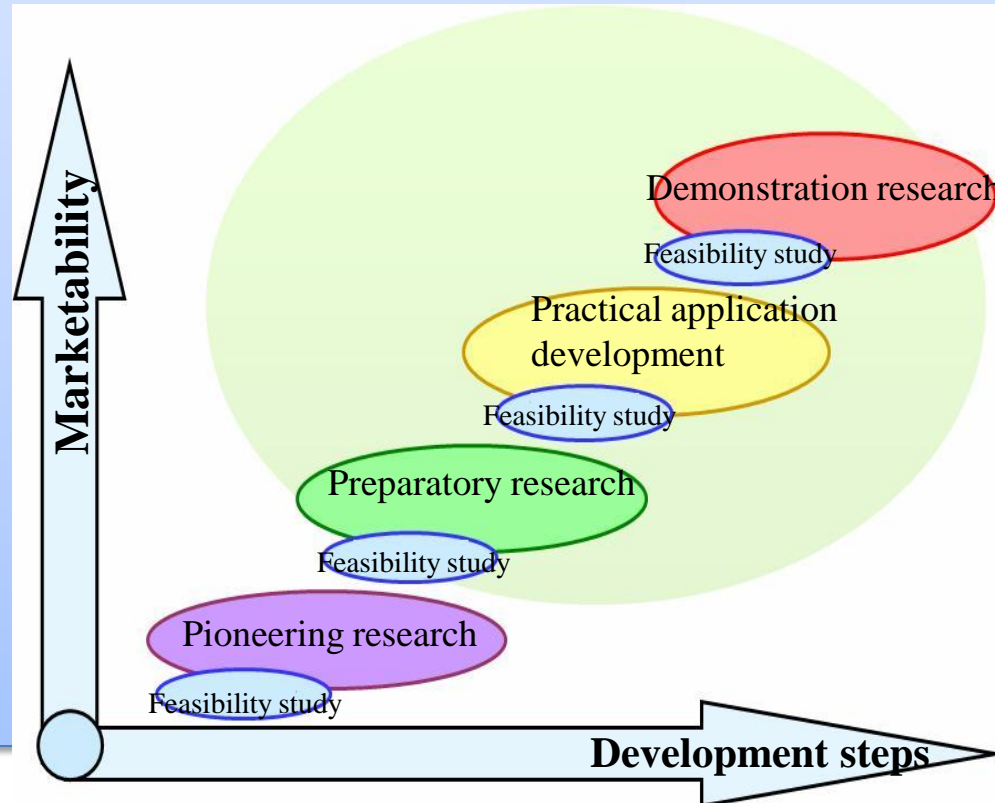 Marketability
Demonstration research
Feasibility study
Practical application
development
Feasibility study
Preparatory research
Feasibility study
Pioneering research
Feasibility study
Development steps